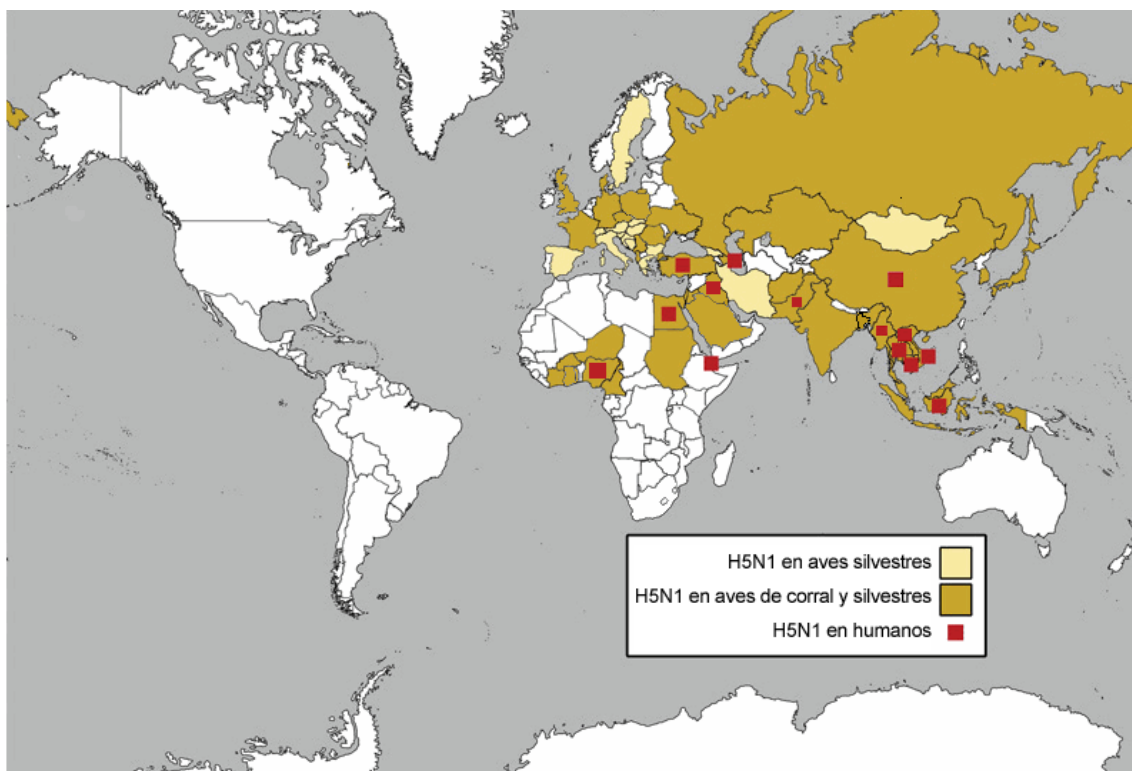 H5N1 en aves silvestres
H5N1 en aves de corral y silvestres
H5N1 en humanos